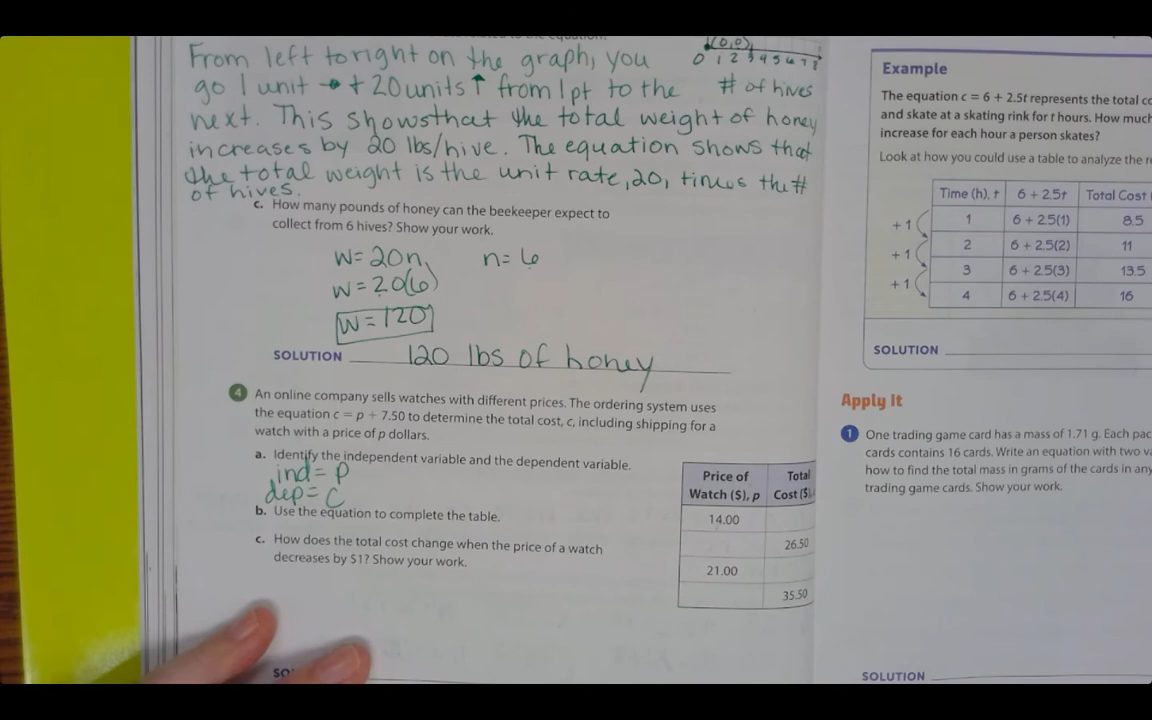 From left to right on the graph, you
go 1 unit → + 20 units ↑ from 1 pt to the
next. This shows that the total weight of honey
increases by 20 lbs/hive. The equation shows that
the total weight is the unit rate, 20, times the #
of hives.
(0,0)
0 1 2 3 4 5 6 7 8
# of hives
c. How many pounds of honey can the beekeeper expect to
collect from 6 hives? Show your work.
w = 20n, n = 6
w = 20(6)
w = 120
SOLUTION 120 lbs of honey
4 An online company sells watches with different prices. The ordering system uses
the equation c = p + 7.50 to determine the total cost, c, including shipping for a
watch with a price of p dollars.
a. Identify the independent variable and the dependent variable.
ind = p
dep = c
b. Use the equation to complete the table.
c. How does the total cost change when the price of a watch
decreases by $1? Show your work.
Price of Total
Watch ($), p Cost ($),
14.00
26.50
21.00
35.50
SO
Example
The equation c = 6 + 2.5t represents the total co
and skate at a skating rink for t hours. How much
increase for each hour a person skates?
Look at how you could use a table to analyze the re
Time (h), t 6 + 2.5t Total Cost
1 6 + 2.5(1) 8.5
+1
2 6 + 2.5(2) 11
+1
3 6 + 2.5(3) 13.5
+1
4 6 + 2.5(4) 16
SOLUTION
Apply It
1 One trading game card has a mass of 1.71 g. Each pac
cards contains 16 cards. Write an equation with two va
how to find the total mass in grams of the cards in any
trading game cards. Show your work.
SOLUTION